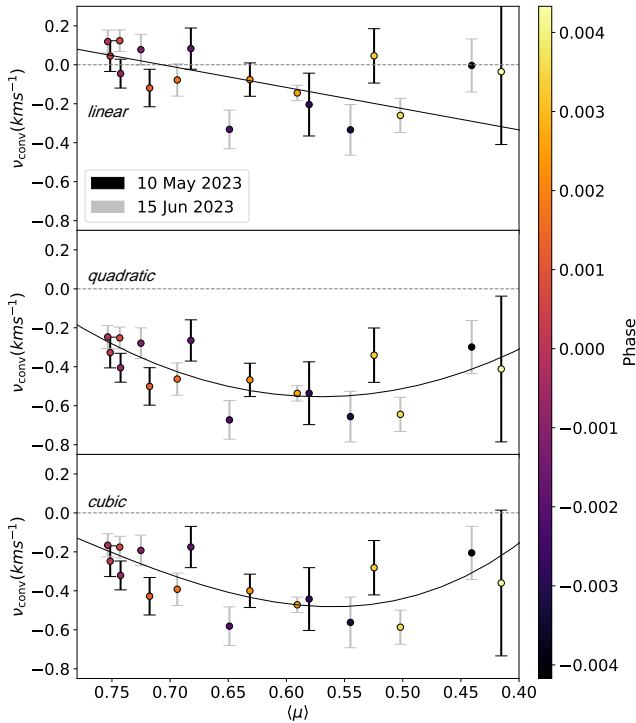 0.2
0.0
−0.2
−0.4
−0.6
−0.8
ν_conv(kms⁻¹)
linear
10 May 2023
15 Jun 2023
0.2
0.0
−0.2
−0.4
−0.6
−0.8
ν_conv(kms⁻¹)
quadratic
0.2
0.0
−0.2
−0.4
−0.6
−0.8
ν_conv(kms⁻¹)
cubic
0.75 0.70 0.65 0.60 0.55 0.50 0.45 0.40
⟨μ⟩
0.004
0.003
0.002
0.001
0.000
−0.001
−0.002
−0.003
−0.004
Phase